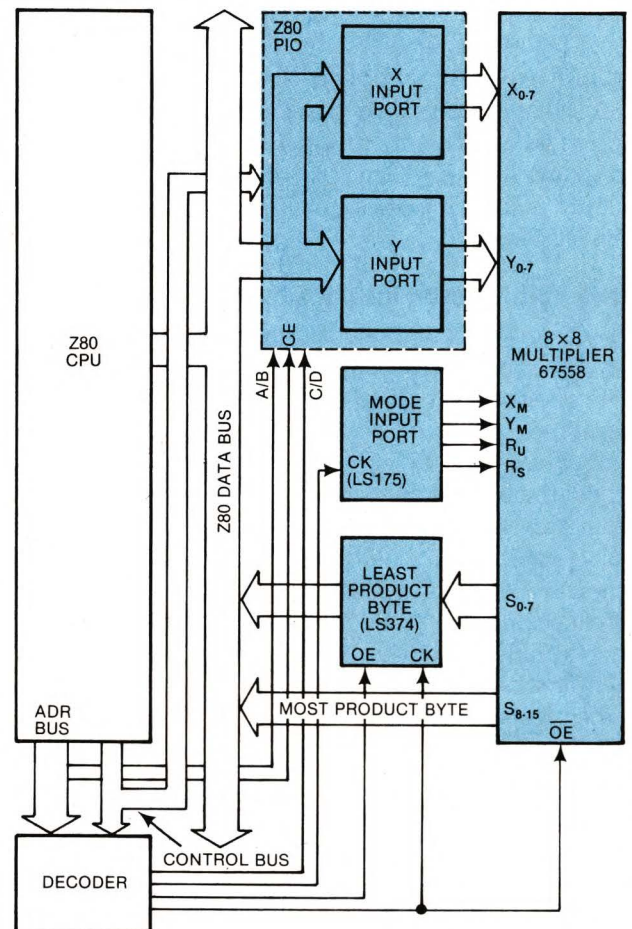 Z80
PIO
X
INPUT
PORT
X0-7
Y
INPUT
PORT
Y0-7
Z80
CPU
8 × 8
MULTIPLIER
67558
A/B
CE
C/D
Z80 DATA BUS
MODE
INPUT
PORT
CK
(LS175)
XM
YM
RU
RS
LEAST
PRODUCT
BYTE
(LS374)
OE CK
S0-7
MOST PRODUCT BYTE
S8-15
OE
ADR
BUS
CONTROL BUS
DECODER